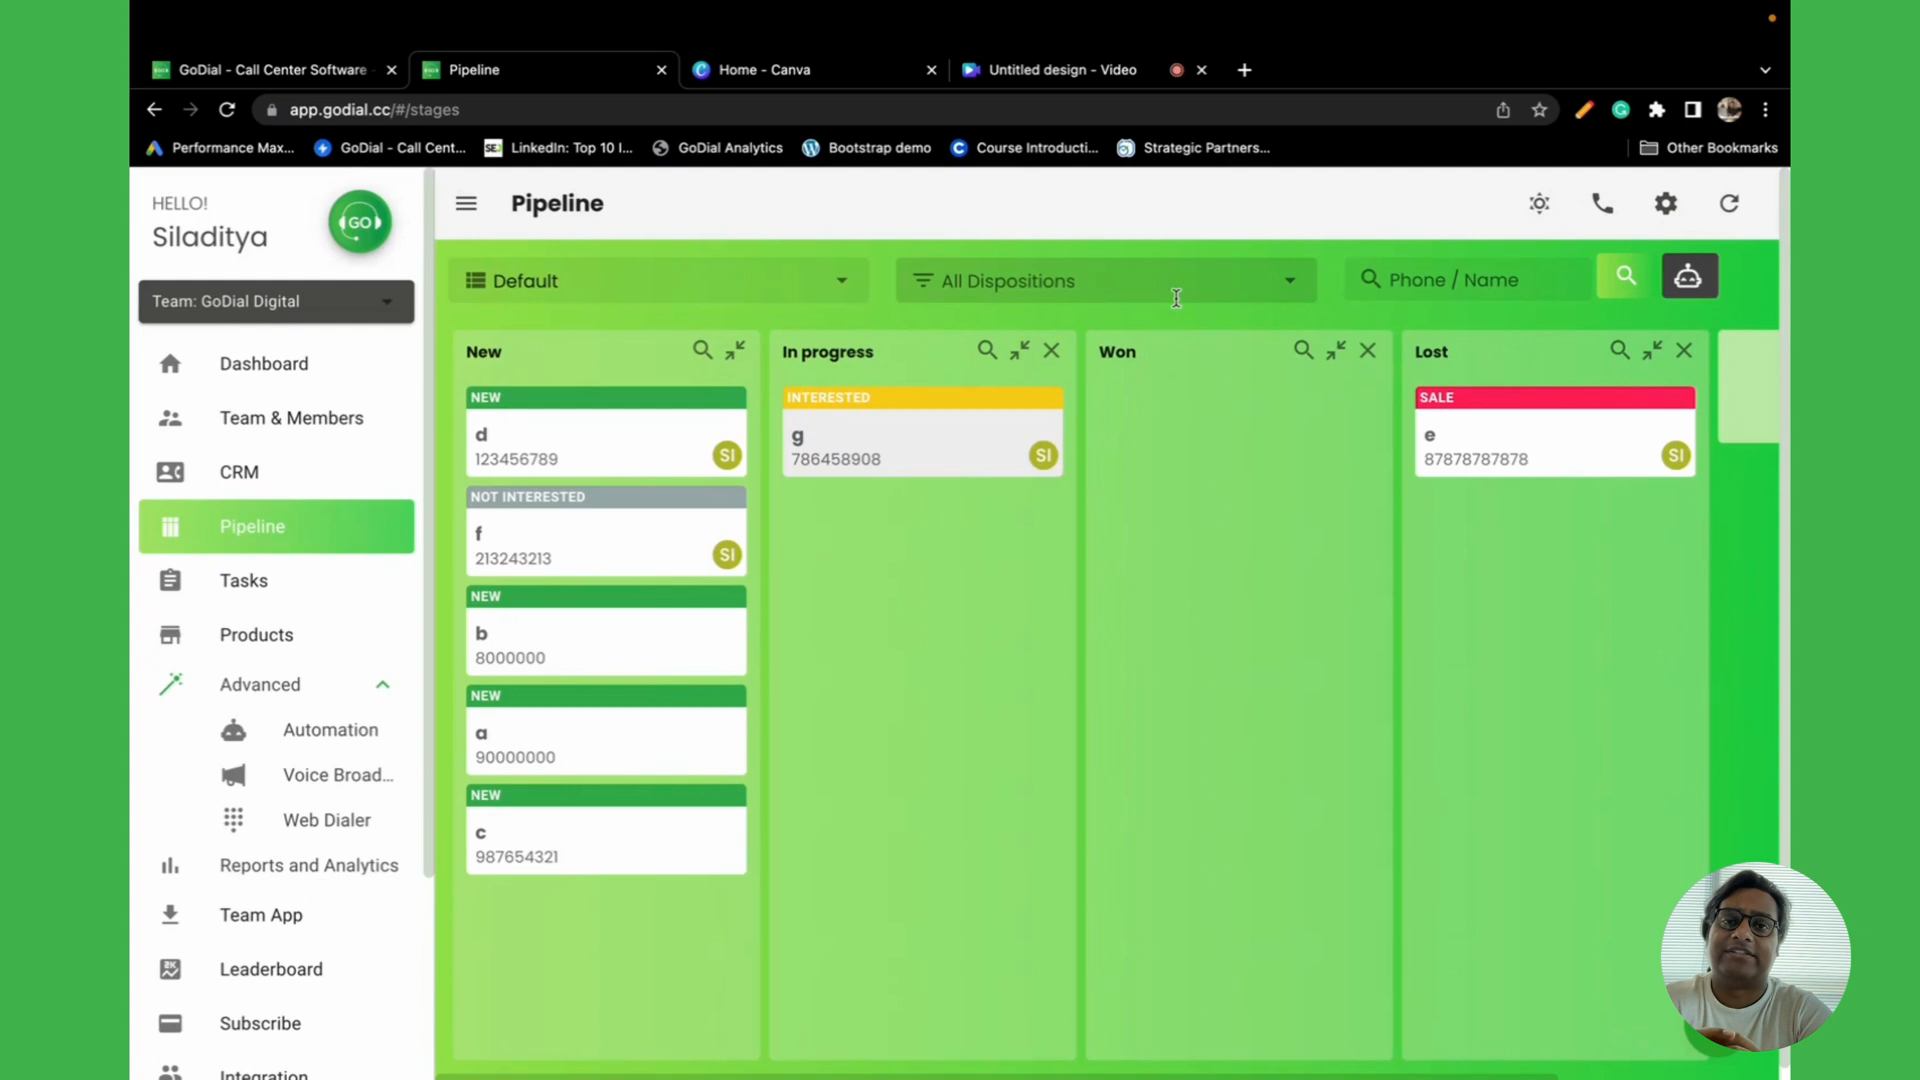 GoDial - Call Center Software
Pipeline
Home - Canva
Untitled design - Video
app.godial.cc/#/stages
Performance Max...
GoDial - Call Cent...
LinkedIn: Top 10 I...
GoDial Analytics
Bootstrap demo
Course Introducti...
Strategic Partners...
Other Bookmarks
HELLO!
Siladitya
GO
Team: GoDial Digital
Dashboard
Team & Members
CRM
Pipeline
Tasks
Products
Advanced
Automation
Voice Broad...
Web Dialer
Reports and Analytics
Team App
Leaderboard
Subscribe
Integration
Pipeline
Default
All Dispositions
Phone / Name
New
NEW
d
123456789
SI
NOT INTERESTED
f
213243213
SI
NEW
b
8000000
NEW
a
90000000
NEW
c
987654321
In progress
INTERESTED
g
786458908
SI
Won
Lost
SALE
e
87878787878
SI